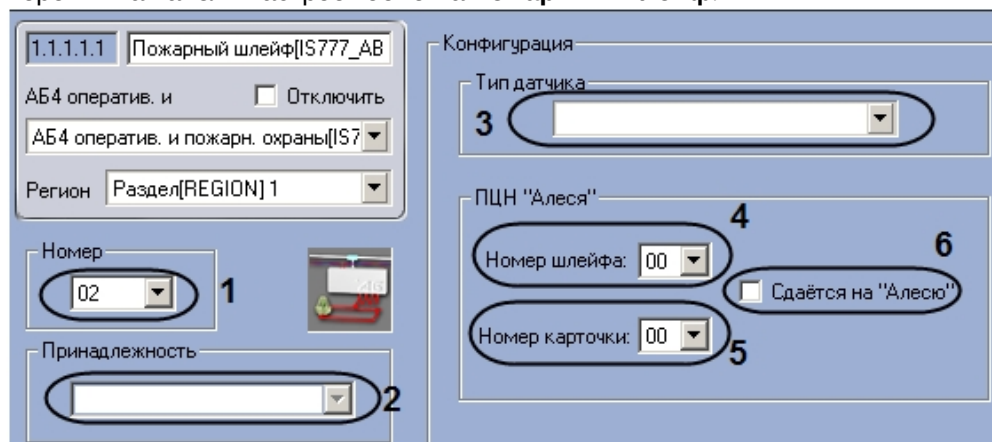 1.1.1.1.1 Пожарный шлейф[IS777_AB
АБ4 оператив. и Отключить
АБ4 оператив. и пожарн. охраны[IS7
Регион Раздел[REGION] 1
Номер
02 1
Принадлежность
2
Конфигурация
Тип датчика
3
ПЦН "Алеся"
4
Номер шлейфа: 00
6
Сдаётся на "Алесю"
Номер карточки: 00
5